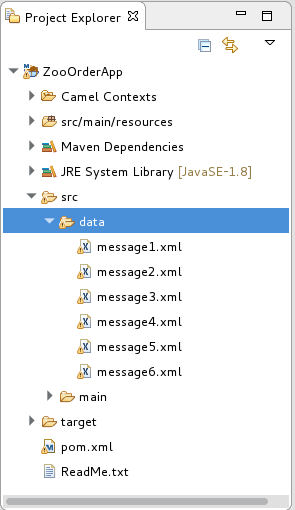 Project Explorer
ZooOrderApp
Camel Contexts
src/main/resources
Maven Dependencies
JRE System Library [JavaSE-1.8]
src
data
message1.xml
message2.xml
message3.xml
message4.xml
message5.xml
message6.xml
main
target
pom.xml
ReadMe.txt